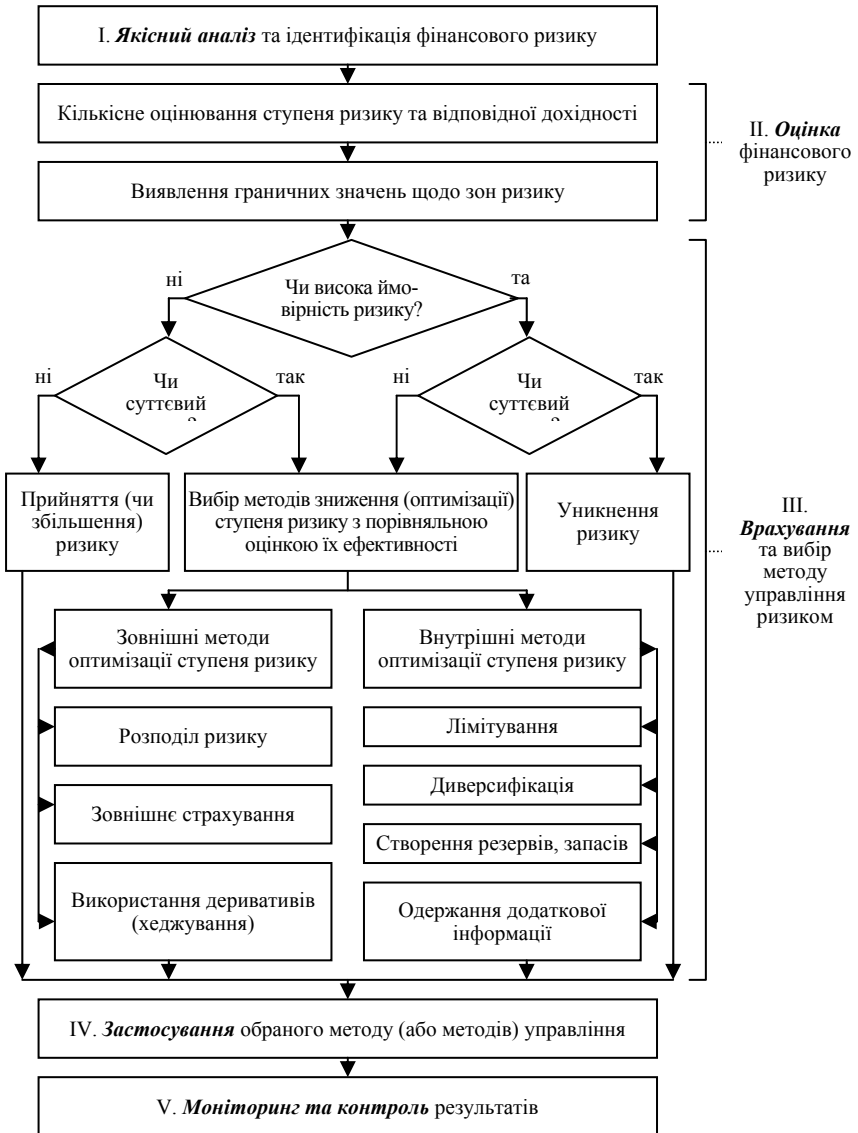 I. Якісний аналіз та ідентифікація фінансового ризику
Кількісне оцінювання ступеня ризику та відповідної дохідності
II. Оцінка
фінансового
ризику
Виявлення граничних значень щодо зон ризику
ні
Чи висока ймо-
вірність ризику?
та
ні
Чи
суттєвий
так
ні
Чи
суттєвий
так
Прийняття (чи
збільшення)
ризику
Вибір методів зниження (оптимізації)
ступеня ризику з порівняльною
оцінкою їх ефективності
Уникнення
ризику
III.
Врахування
та вибір
методу
управління
ризиком
Зовнішні методи
оптимізації ступеня ризику
Внутрішні методи
оптимізації ступеня ризику
Розподіл ризику
Зовнішнє страхування
Використання деривативів
(хеджування)
Лімітування
Диверсифікація
Створення резервів, запасів
Одержання додаткової
інформації
IV. Застосування обраного методу (або методів) управління
V. Моніторинг та контроль результатів